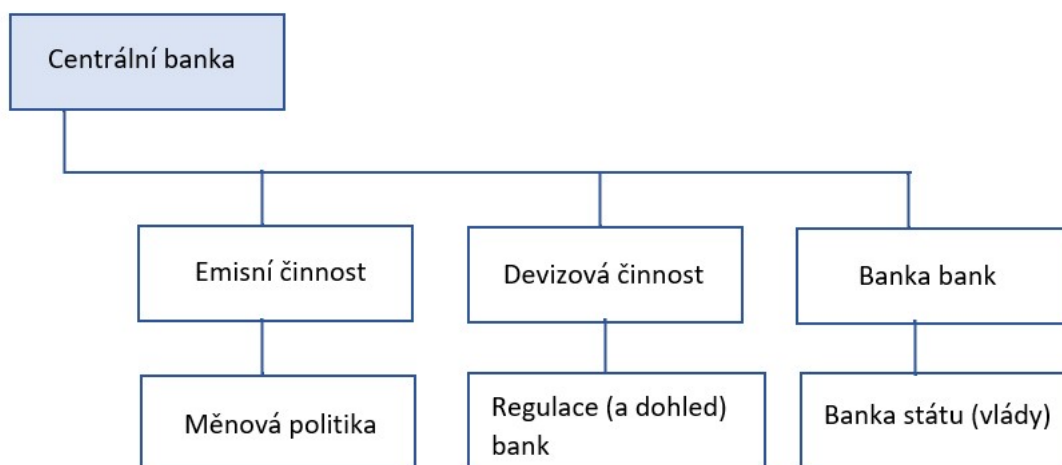 Centrální banka
Emisní činnost
Devizová činnost
Banka bank
Měnová politika
Regulace (a dohled)
bank
Banka státu (vlády)